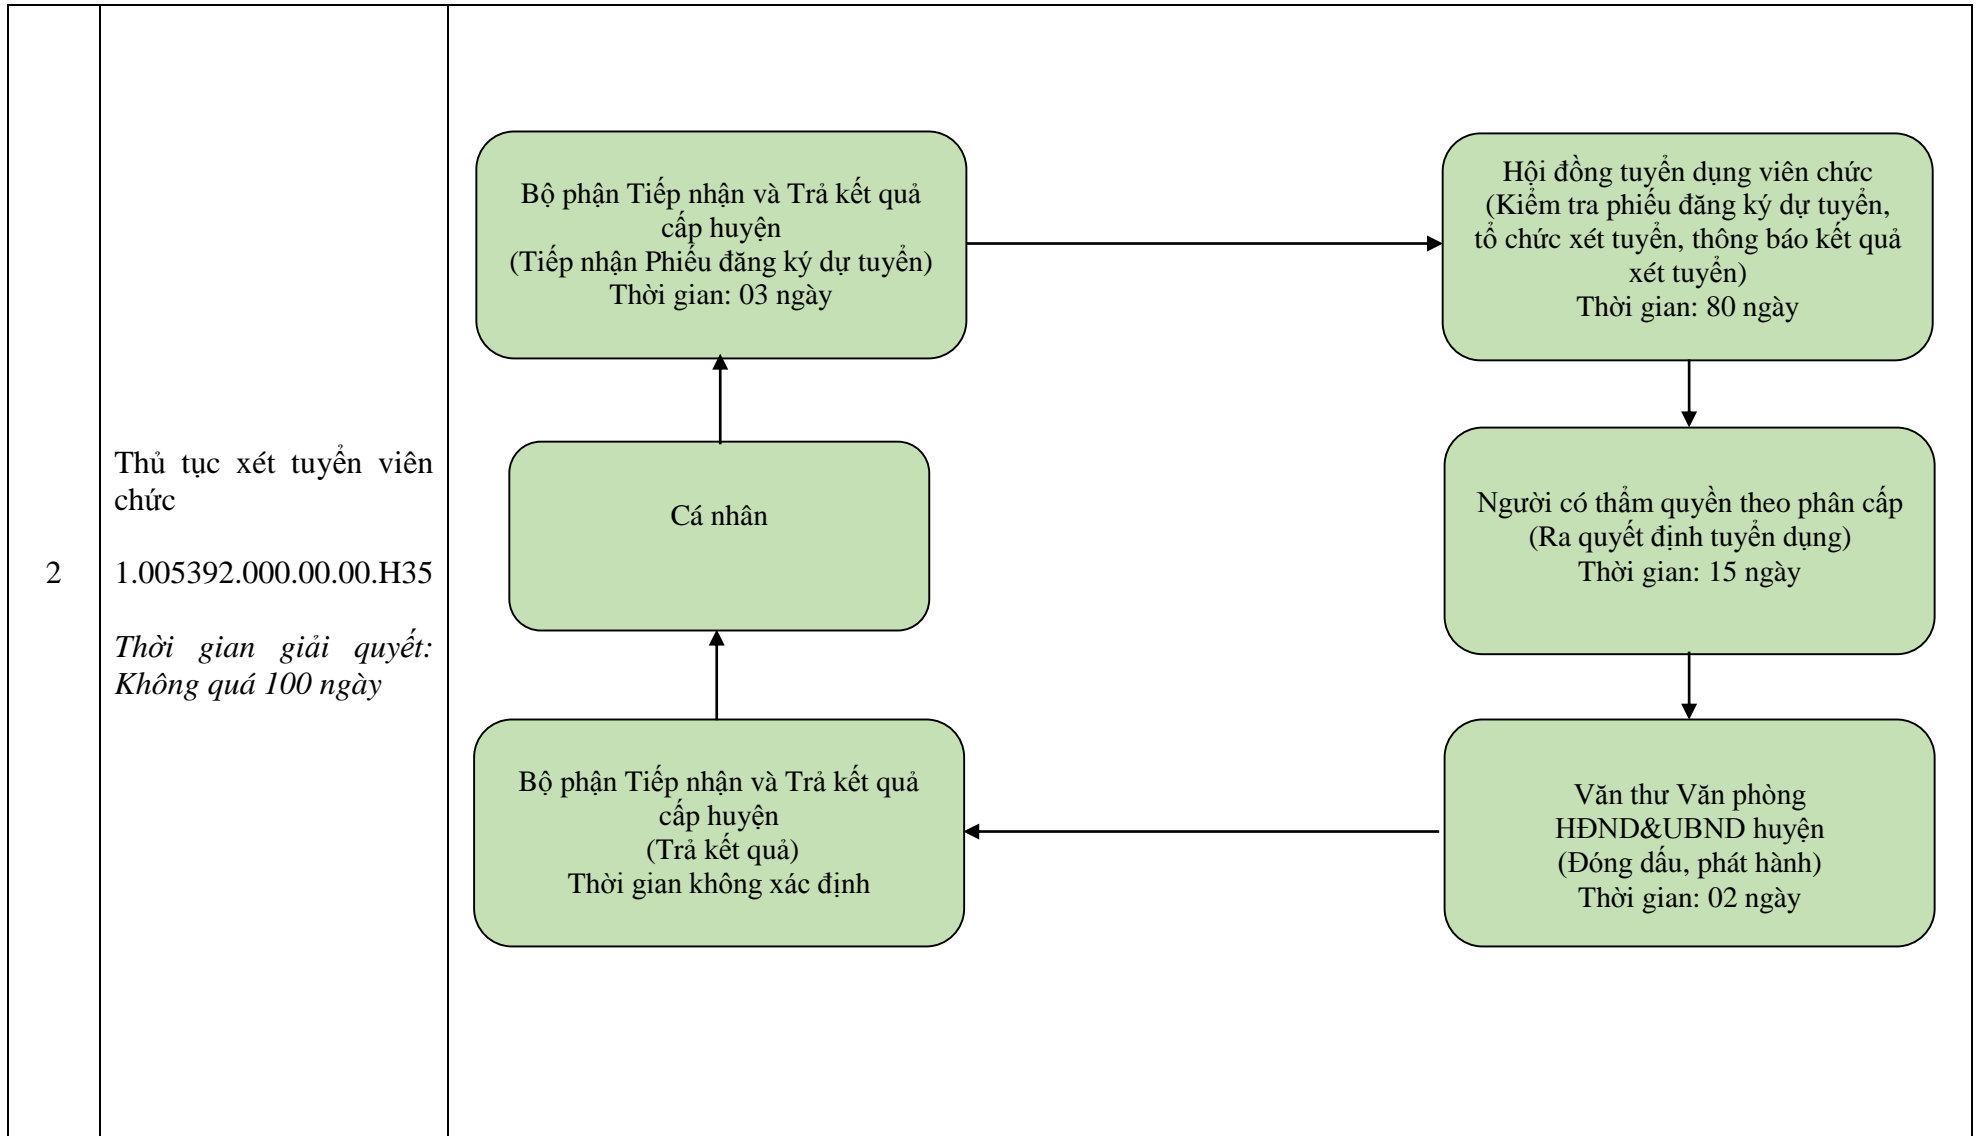 2
Thủ tục xét tuyển viên
chức
1.005392.000.00.00.H35
Thời gian giải quyết:
Không quá 100 ngày
Bộ phận Tiếp nhận và Trả kết quả
cấp huyện
(Tiếp nhận Phiếu đăng ký dự tuyển)
Thời gian: 03 ngày
Hội đồng tuyển dụng viên chức
(Kiểm tra phiếu đăng ký dự tuyển,
tổ chức xét tuyển, thông báo kết quả
xét tuyển)
Thời gian: 80 ngày
Cá nhân
Người có thẩm quyền theo phân cấp
(Ra quyết định tuyển dụng)
Thời gian: 15 ngày
Bộ phận Tiếp nhận và Trả kết quả
cấp huyện
(Trả kết quả)
Thời gian không xác định
Văn thư Văn phòng
HĐND&UBND huyện
(Đóng dấu, phát hành)
Thời gian: 02 ngày